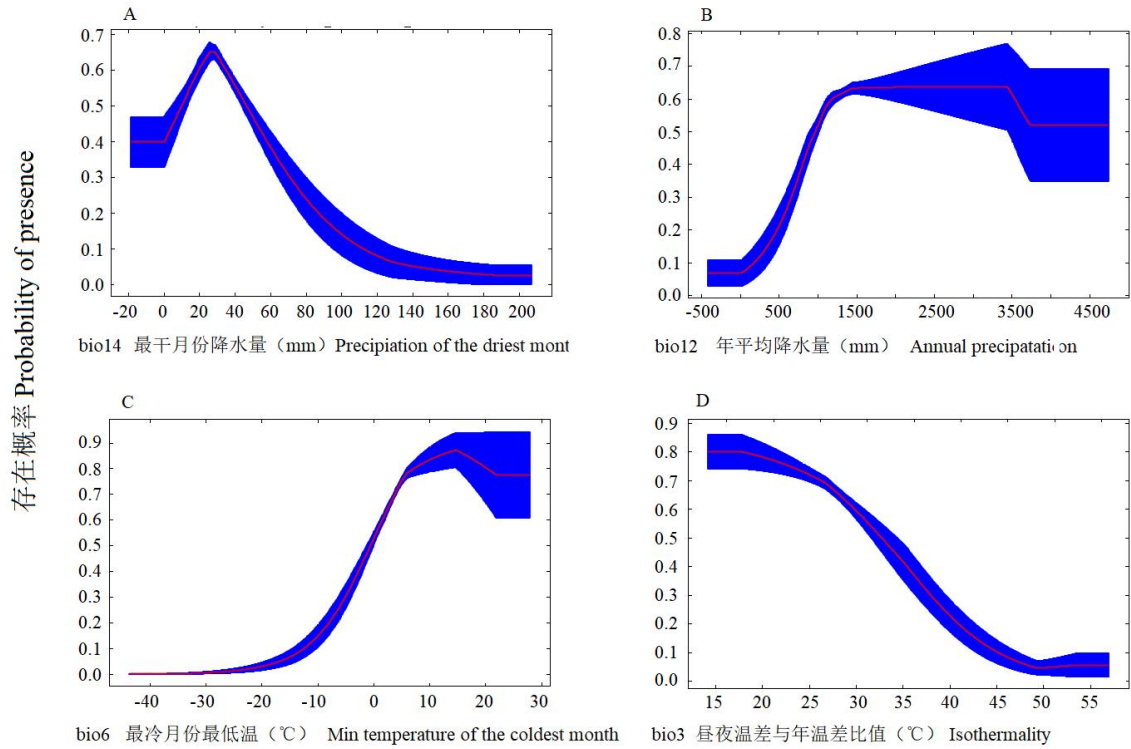 A
0.7
0.6
0.5
0.4
0.3
0.2
0.1
0.0
-20 0 20 40 60 80 100 120 140 160 180 200
bio14 最干月份降水量（mm）Precipiation of the driest mont
B
0.8
0.7
0.6
0.5
0.4
0.3
0.2
0.1
0.0
-500 500 1500 2500 3500 4500
bio12 年平均降水量（mm） Annual precipatation
存在概率 Probability of presence
C
0.9
0.8
0.7
0.6
0.5
0.4
0.3
0.2
0.1
0.0
-40 -30 -20 -10 0 10 20 30
bio6 最冷月份最低温（℃） Min temperature of the coldest month
D
0.9
0.8
0.7
0.6
0.5
0.4
0.3
0.2
0.1
0.0
15 20 25 30 35 40 45 50 55
bio3 昼夜温差与年温差比值（℃） Isothermality